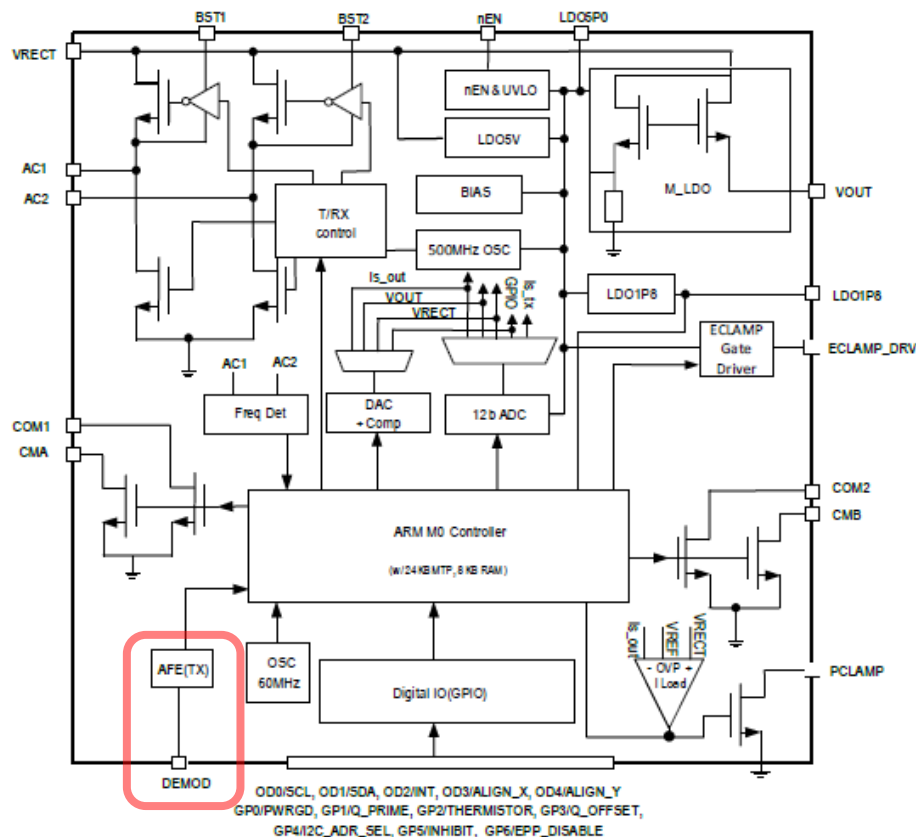 BST1 BST2 nEN LDO5P0
VRECT
nEN & UVLO
LDO5V
M_LDO
AC1
AC2
BIAS
VOUT
T/RX
control
500MHz OSC
Is_out
VOUT
VRECT
GPIO
Is_tx
LDO1P8
LDO1P8
ECLAMP
Gate
Driver
ECLAMP_DRV
AC1 AC2
Freq Det
DAC
+ Comp
12b ADC
COM1
CMA
COM2
CMB
ARM M0 Controller
(w/ 24KB MTP, 8 KB RAM)
Is_out
VREF
VRECT
- OVP +
I Load
PCLAMP
AFE(TX)
OSC
60MHz
Digital IO(GPIO)
DEMOD
OD0/SCL, OD1/SDA, OD2/INT, OD3/ALIGN_X, OD4/ALIGN_Y
GP0/PWRGD, GP1/Q_PRIME, GP2/THERMISTOR, GP3/Q_OFFSET,
GP4/I2C_ADR_SEL, GP5/INHIBIT, GP6/EPP_DISABLE